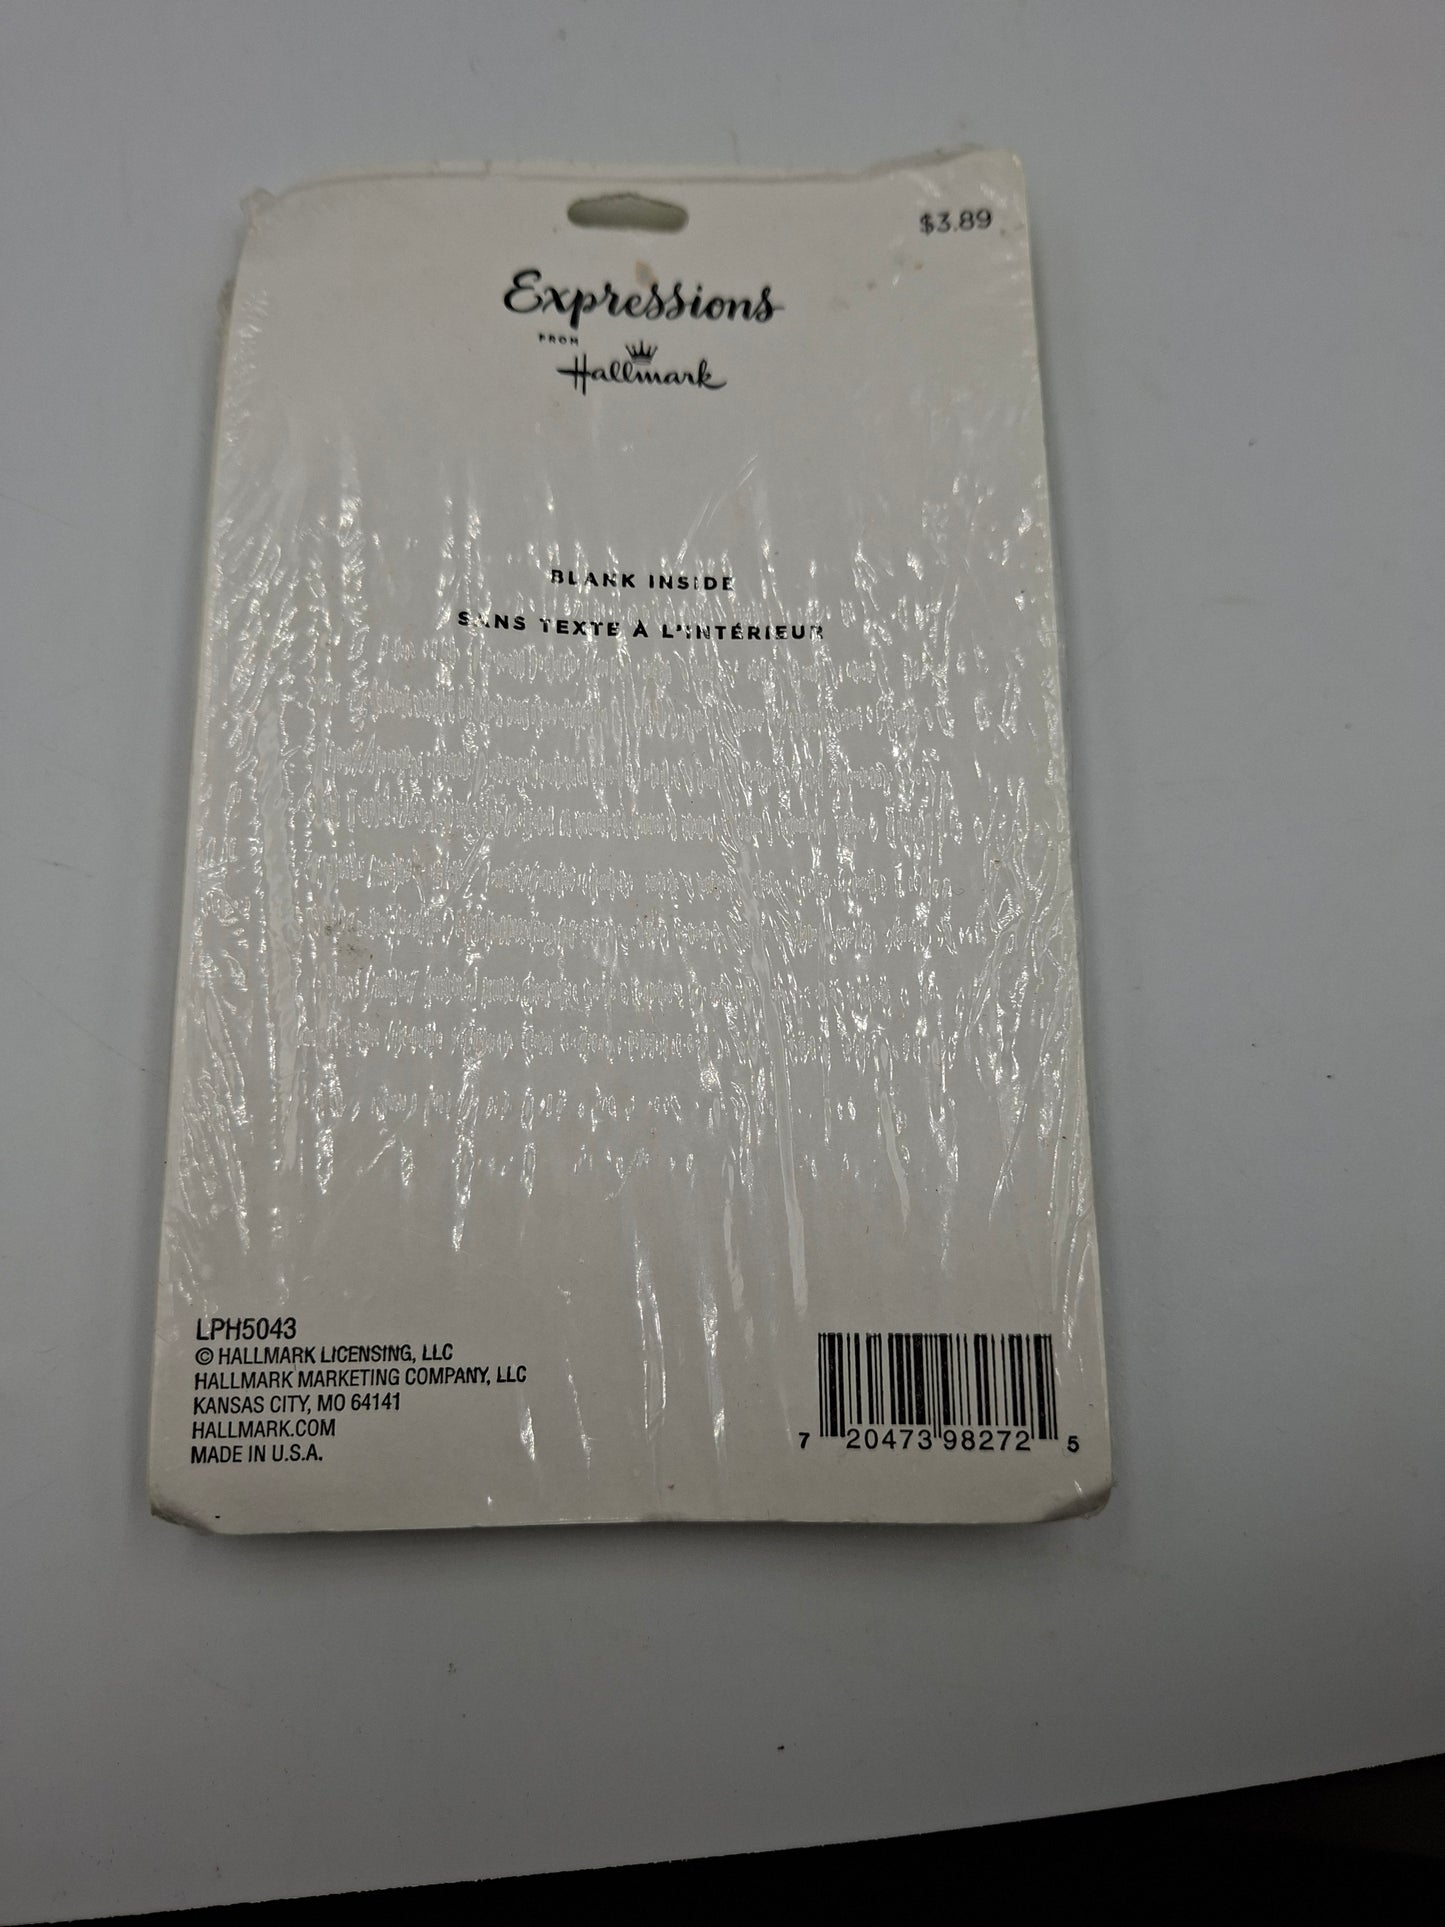 $3.89
Expressions
FROM
Hallmark
BLANK INSIDE
SANS TEXTE À L'INTÉRIEUR
LPH5043
© HALLMARK LICENSING, LLC
HALLMARK MARKETING COMPANY, LLC
KANSAS CITY, MO 64141
HALLMARK.COM
MADE IN U.S.A.
7 20473 98272 5